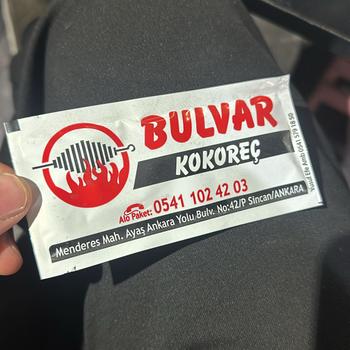 BULVAR
KOKOREÇ
Alo Paket: 0541 102 42 03
Menderes Mah. Ayaş Ankara Yolu Bulv. No:42/P Sincan/ANKARA